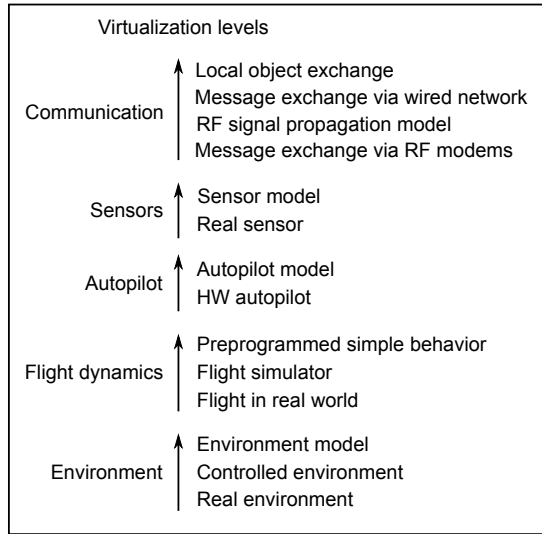 Virtualization levels
Communication
Local object exchange
Message exchange via wired network
RF signal propagation model
Message exchange via RF modems
Sensors
Sensor model
Real sensor
Autopilot
Autopilot model
HW autopilot
Flight dynamics
Preprogrammed simple behavior
Flight simulator
Flight in real world
Environment
Environment model
Controlled environment
Real environment